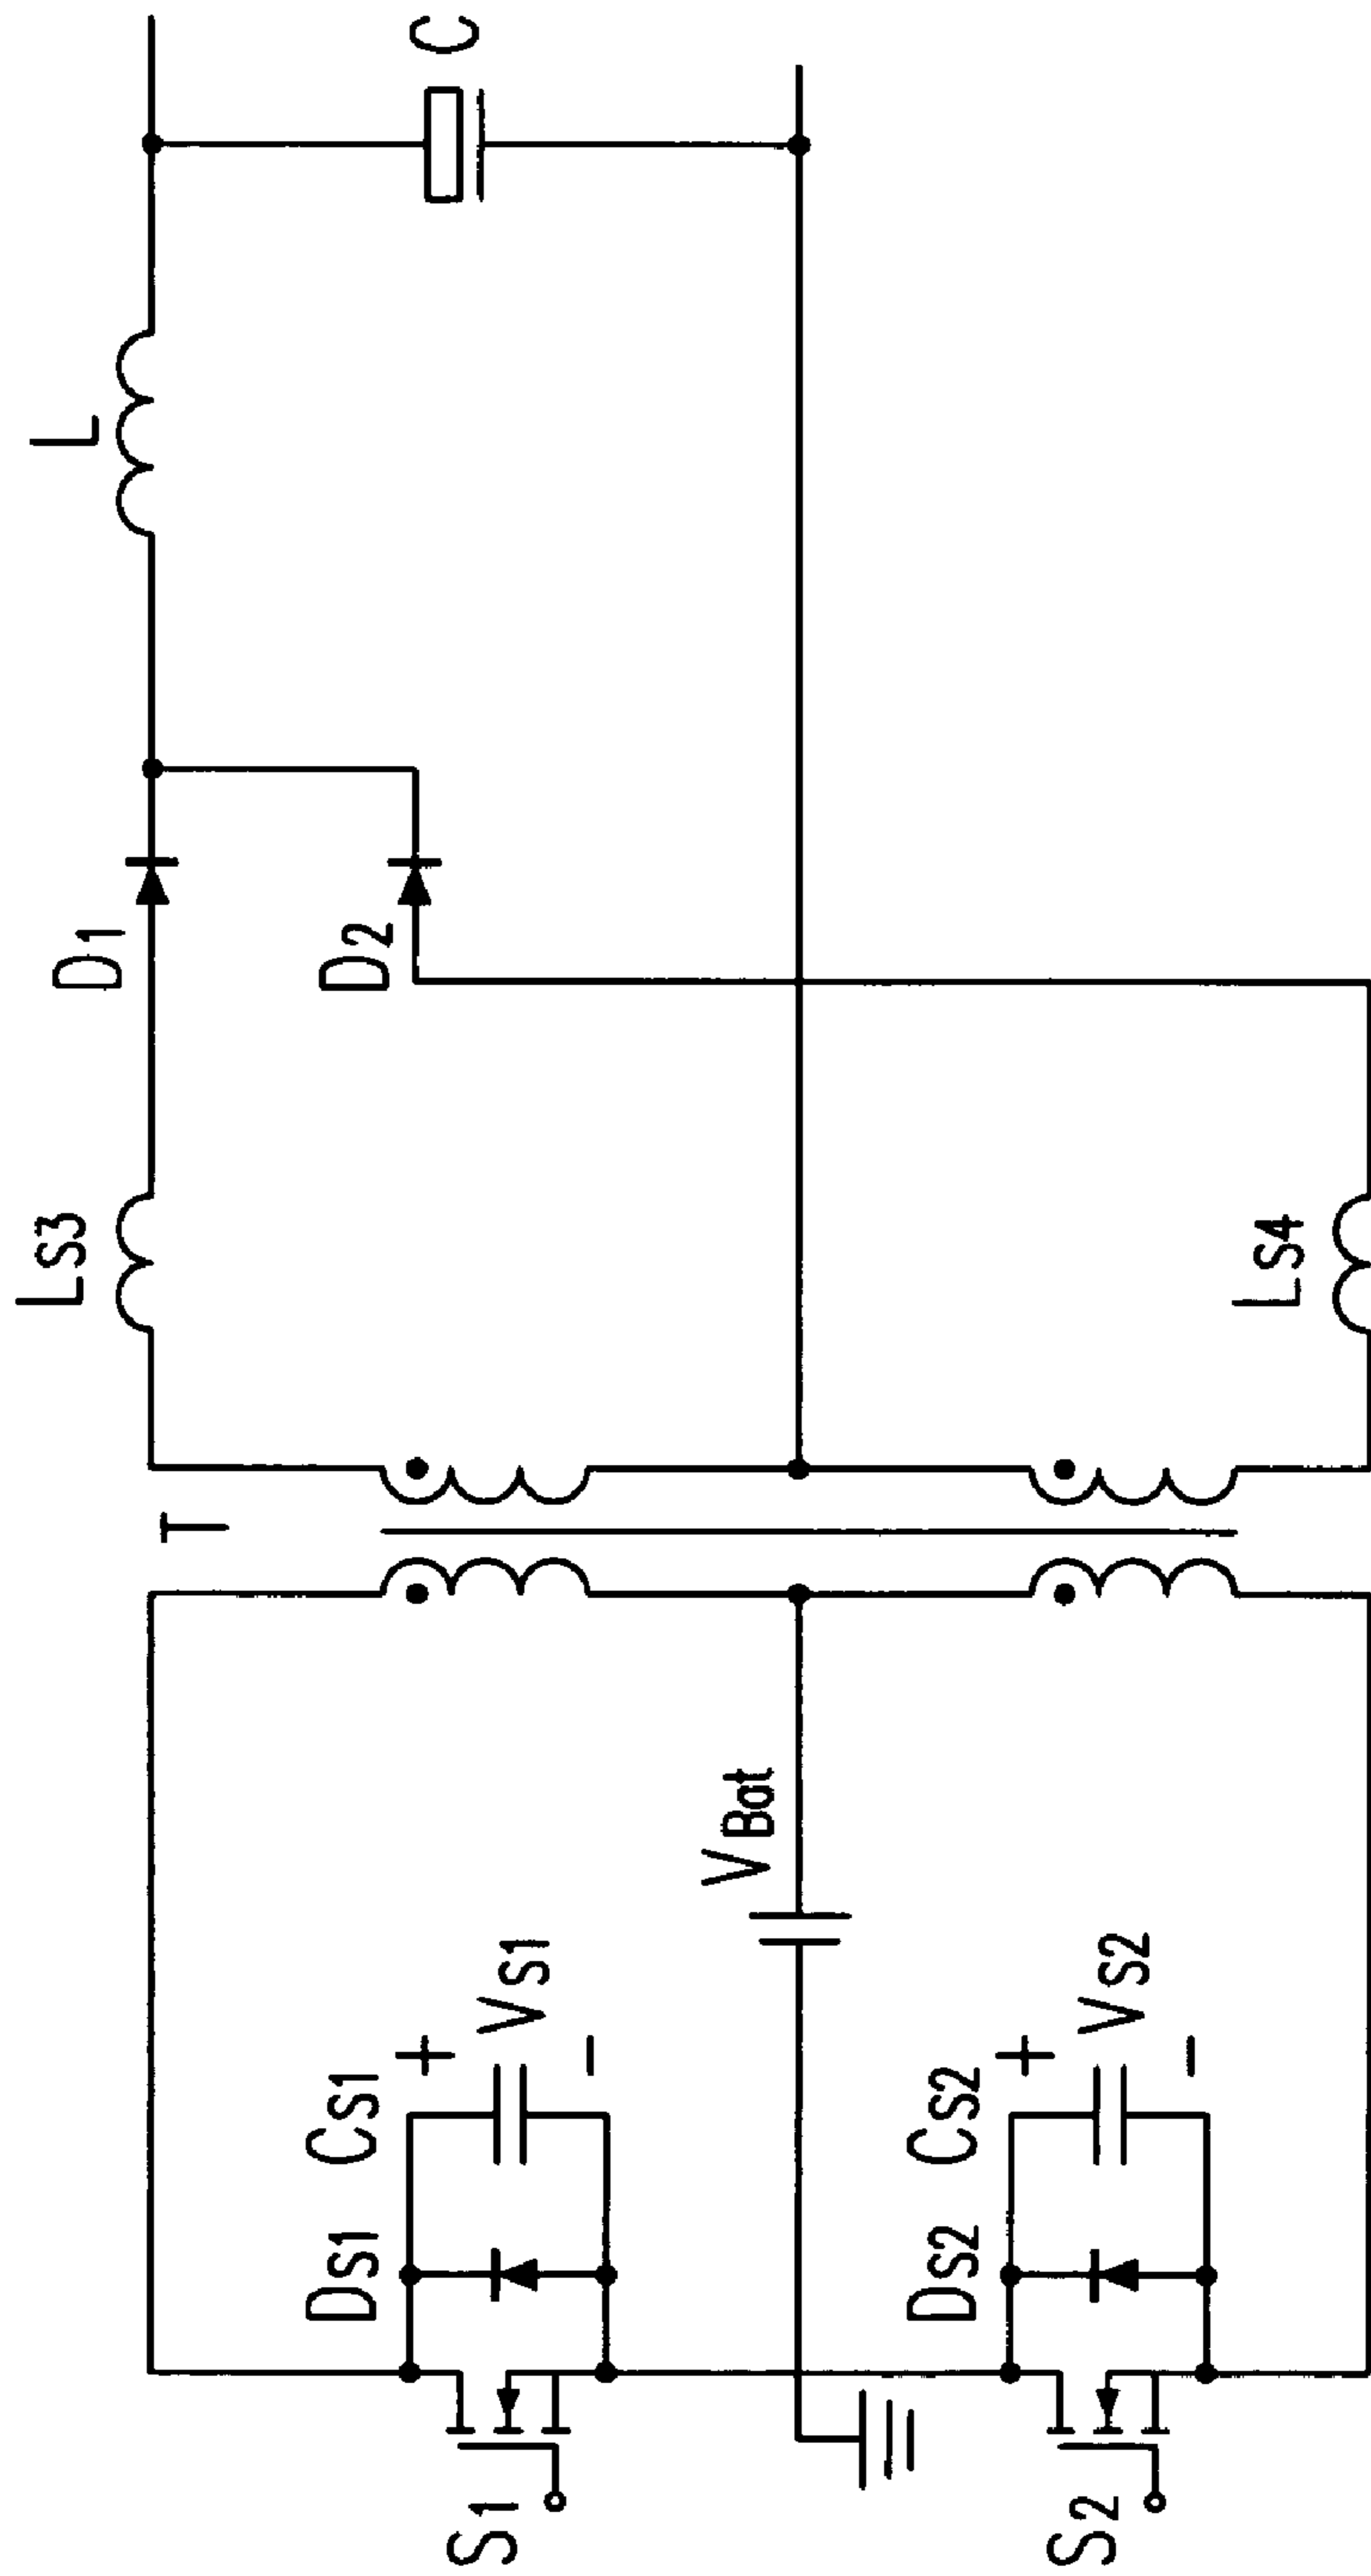 C
L
D1
D2
LS3
LS4
T
VBat
CS1
+
VS1
-
DS1
S1
CS2
+
VS2
-
DS2
S2